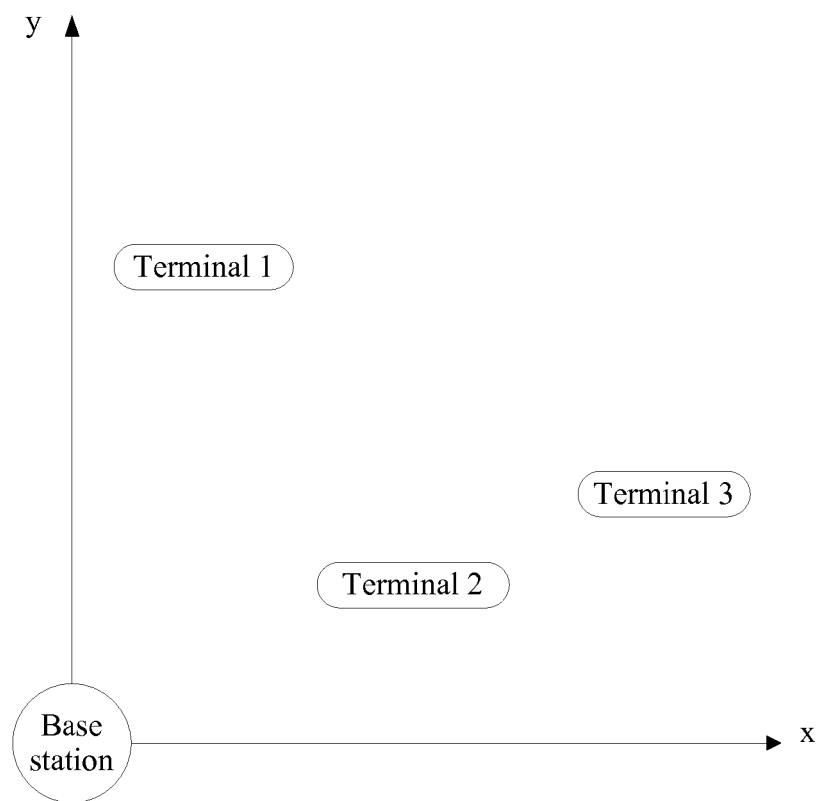 y
Terminal 1
Terminal 3
Terminal 2
Base
station
x